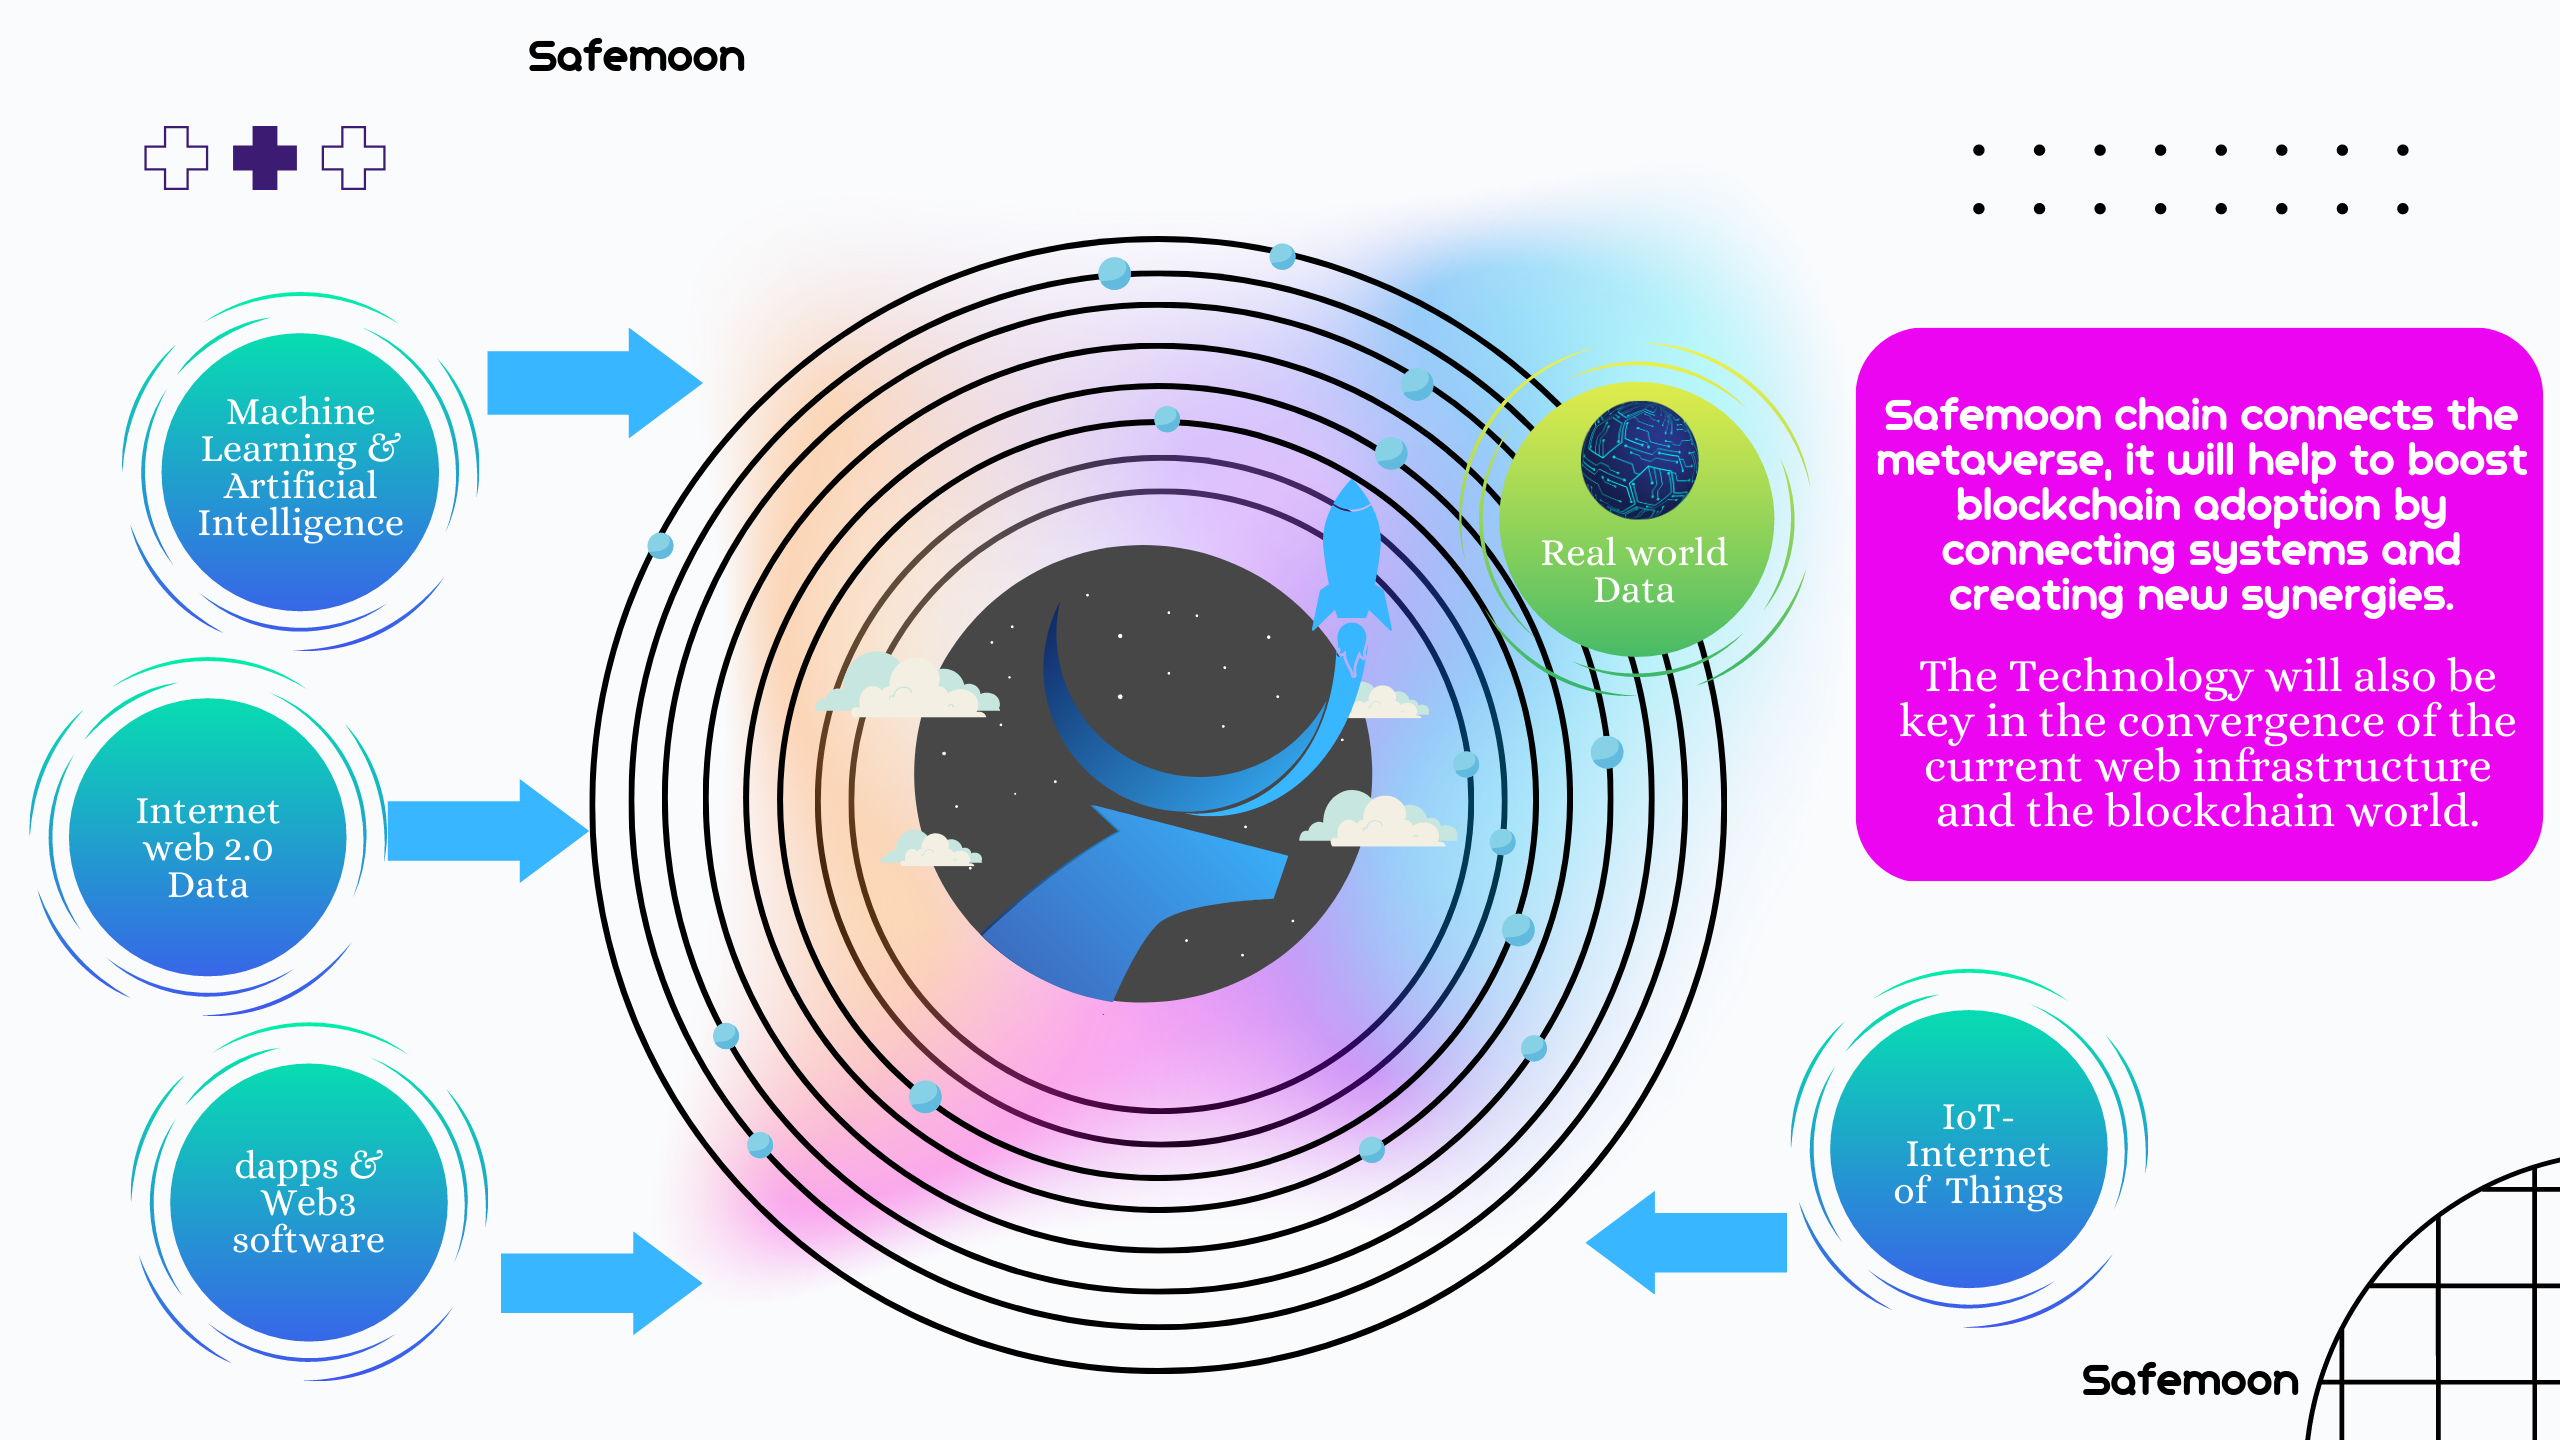 Safemoon
Machine
Learning &
Artificial
Intelligence
Internet
web 2.0
Data
dapps &
Web3
software
Real world
Data
Safemoon chain connects the
metaverse, it will help to boost
blockchain adoption by
connecting systems and
creating new synergies.
The Technology will also be
key in the convergence of the
current web infrastructure
and the blockchain world.
IoT-
Internet
of Things
Safemoon